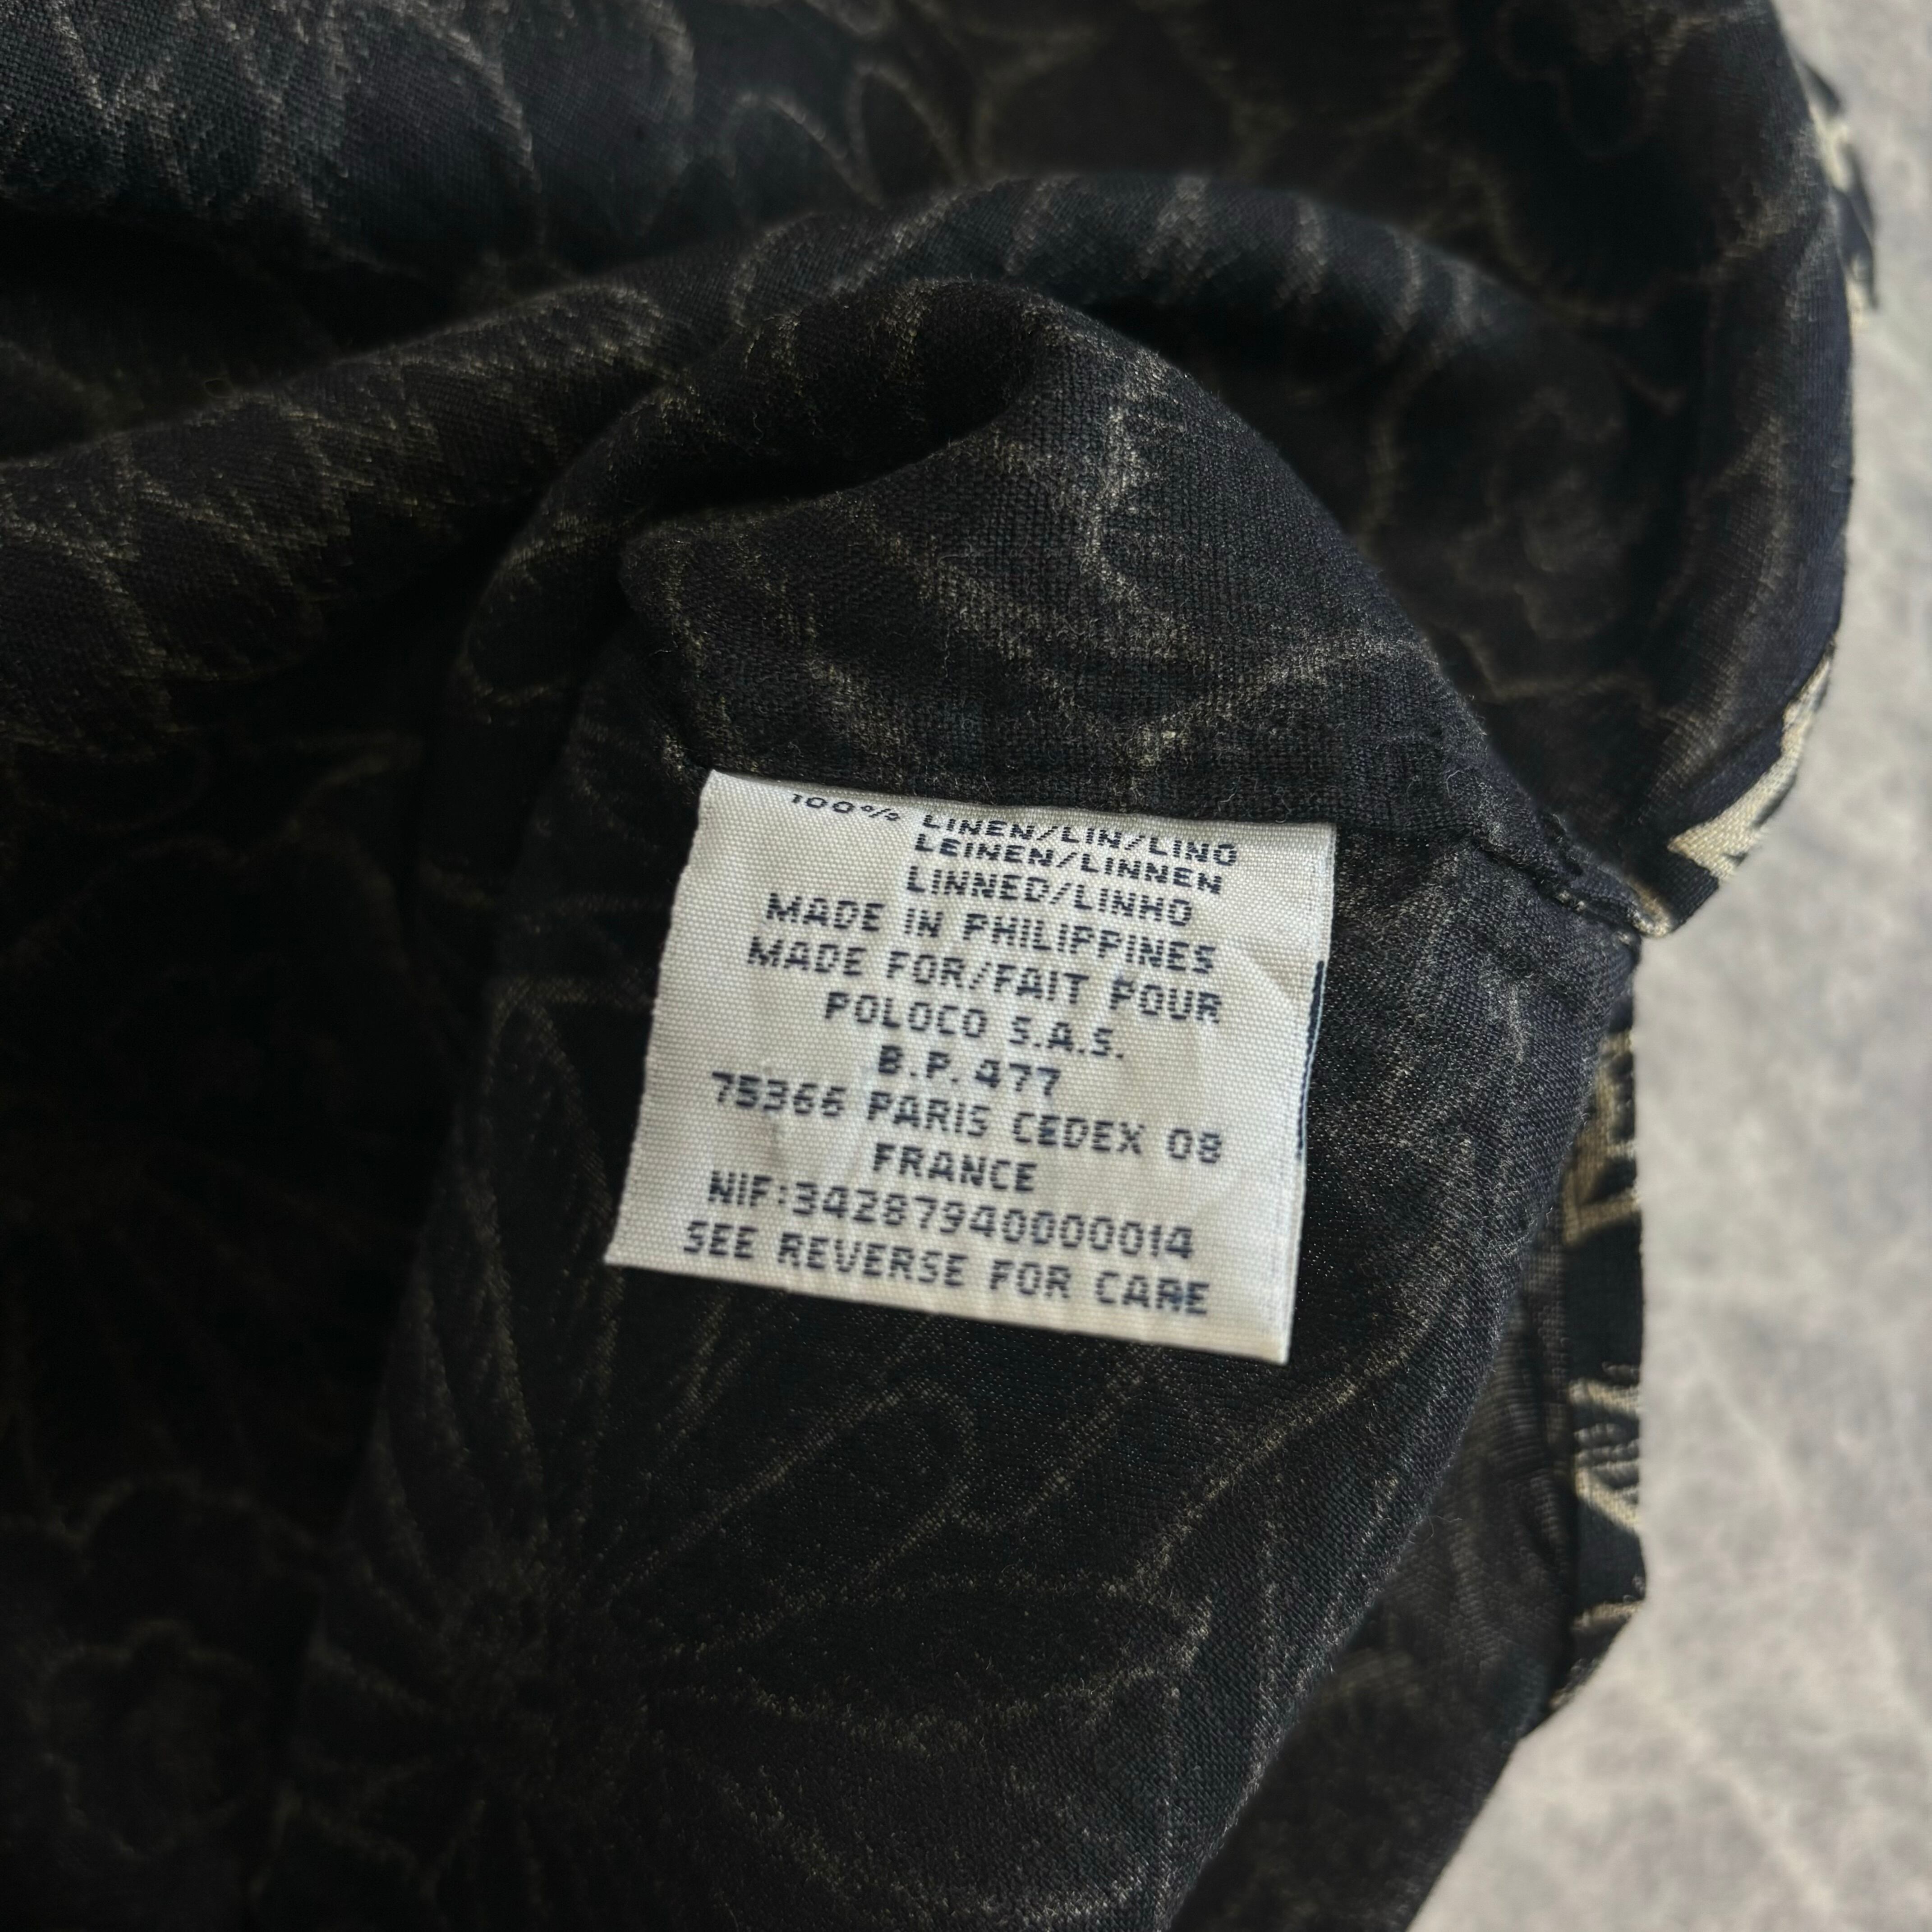 100% LINEN/LIN/LINO
LEINEN/LINNEN
LINNED/LINHO
MADE IN PHILIPPINES
MADE FOR/FAIT POUR
POLOCO S.A.S.
B.P. 477
75366 PARIS CEDEX 08
FRANCE
NIF:34287940000014
SEE REVERSE FOR CARE